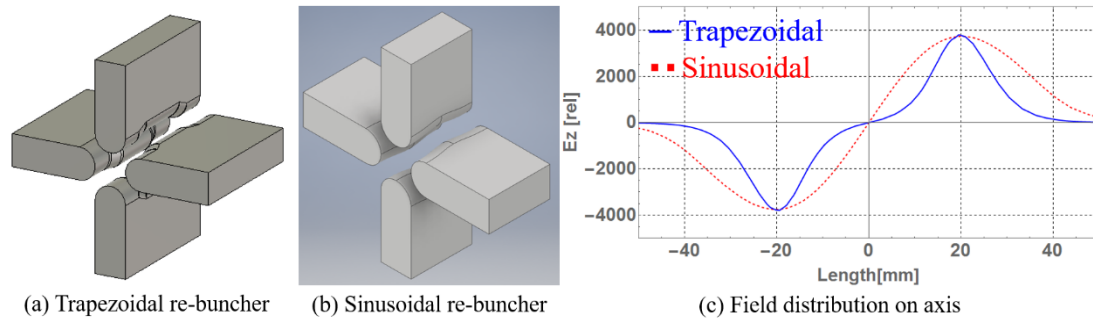 Trapezoidal
Sinusoidal
Ez [rel]
4000
2000
0
−2000
−4000
−40
−20
0
20
40
Length[mm]
(a) Trapezoidal re-buncher
(b) Sinusoidal re-buncher
(c) Field distribution on axis